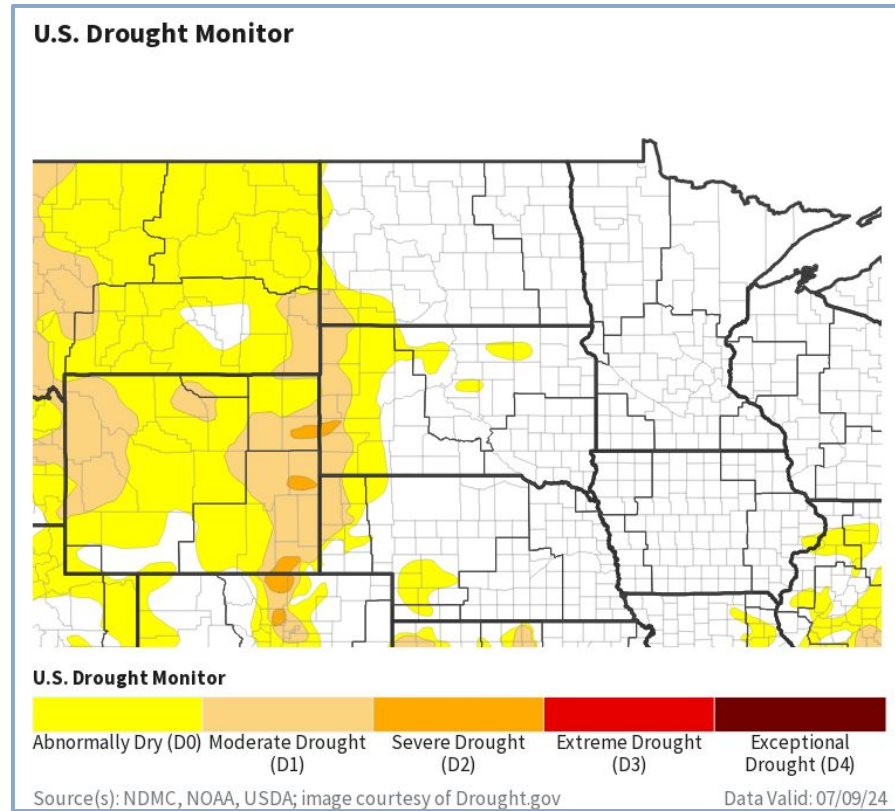 U.S. Drought Monitor
U.S. Drought Monitor
Abnormally Dry (D0)
Moderate Drought
(D1)
Severe Drought
(D2)
Extreme Drought
(D3)
Exceptional
Drought (D4)
Source(s): NDMC, NOAA, USDA; image courtesy of Drought.gov
Data Valid: 07/09/24